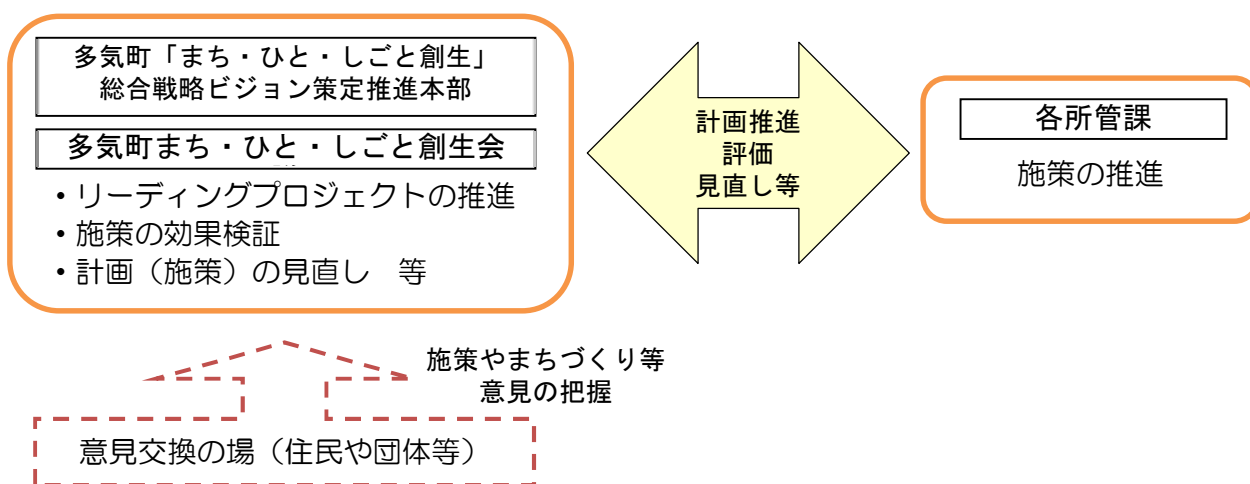 多気町「まち・ひと・しごと創生」
総合戦略ビジョン策定推進本部
多気町まち・ひと・しごと創生会
・リーディングプロジェクトの推進
・施策の効果検証
・計画（施策）の見直し　等
計画推進
評価
見直し等
各所管課
施策の推進
施策やまちづくり等
意見の把握
意見交換の場（住民や団体等）